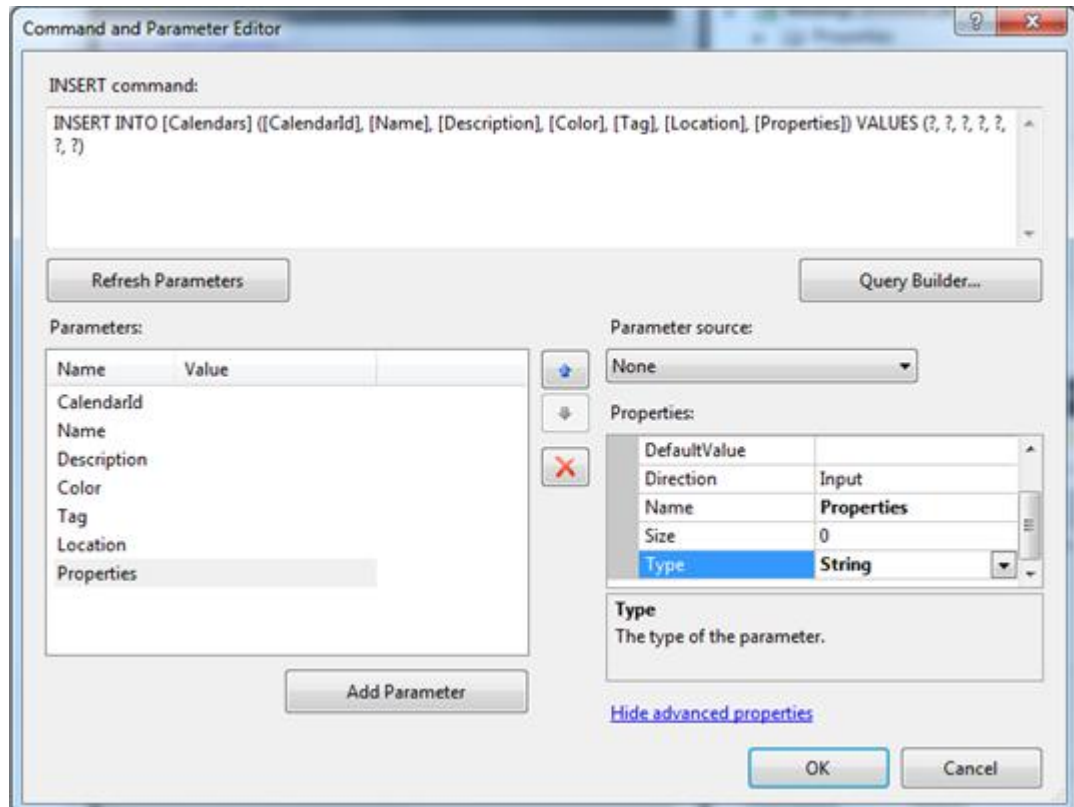 Command and Parameter Editor
INSERT command:
INSERT INTO [Calendars] ([CalendarId], [Name], [Description], [Color], [Tag], [Location], [Properties]) VALUES (?, ?, ?, ?, ?,
?, ?)
Refresh Parameters
Query Builder...
Parameters:
Name Value
CalendarId
Name
Description
Color
Tag
Location
Properties
Add Parameter
Parameter source:
None
Properties:
DefaultValue
Direction Input
Name Properties
Size 0
Type String
Type
The type of the parameter.
Hide advanced properties
OK
Cancel